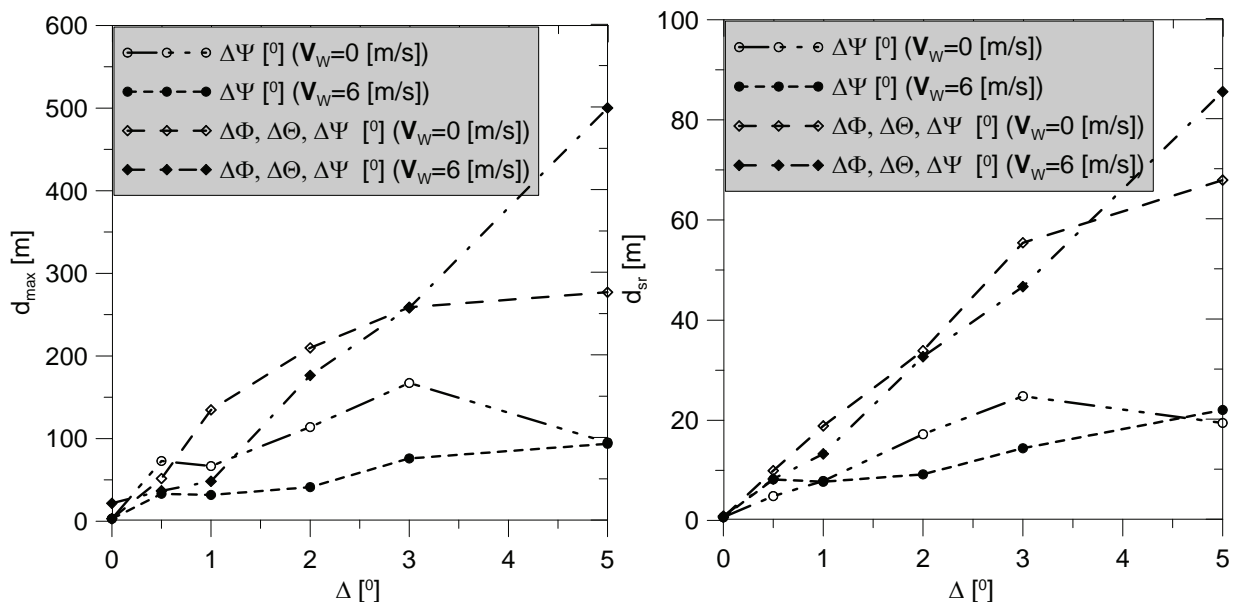 600
500
400
300
200
100
0
d_max [m]
ΔΨ [⁰] (V_W=0 [m/s])
ΔΨ [⁰] (V_W=6 [m/s])
ΔΦ, ΔΘ, ΔΨ [⁰] (V_W=0 [m/s])
ΔΦ, ΔΘ, ΔΨ [⁰] (V_W=6 [m/s])
0 1 2 3 4 5
Δ [⁰]
100
80
60
40
20
0
d_sr [m]
ΔΨ [⁰] (V_W=0 [m/s])
ΔΨ [⁰] (V_W=6 [m/s])
ΔΦ, ΔΘ, ΔΨ [⁰] (V_W=0 [m/s])
ΔΦ, ΔΘ, ΔΨ [⁰] (V_W=6 [m/s])
0 1 2 3 4 5
Δ [⁰]